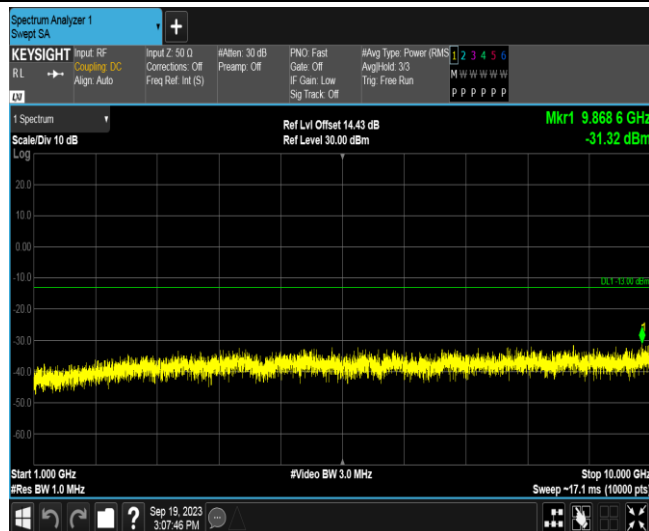 Spectrum Analyzer 1
Swept SA
+
KEYSIGHT
RL
LXI
Input: RF
Coupling: DC
Align: Auto
Input Z: 50 Ω
Corrections: Off
Freq Ref: Int (S)
#Atten: 30 dB
Preamp: Off
PNO: Fast
Gate: Off
IF Gain: Low
Sig Track: Off
#Avg Type: Power (RMS
Avg|Hold: 3/3
Trig: Free Run
1 2 3 4 5 6
M W W W W W
P P P P P P
1 Spectrum
Scale/Div 10 dB
Ref Lvl Offset 14.43 dB
Ref Level 30.00 dBm
Mkr1 9.868 6 GHz
-31.32 dBm
Log
20.0
10.0
0.00
-10.0
DL1 -13.00 dBm
-20.0
-30.0
-40.0
-50.0
-60.0
Start 1.000 GHz
#Res BW 1.0 MHz
#Video BW 3.0 MHz
Stop 10.000 GHz
Sweep ~17.1 ms (10000 pts)
?
Sep 19, 2023
3:07:46 PM